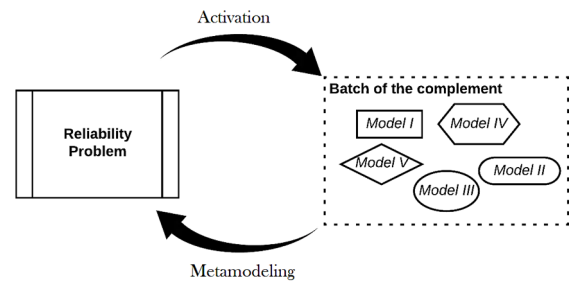 Activation
Reliability
Problem
Batch of the complement
Model I
Model IV
Model V
Model II
Model III
Metamodeling